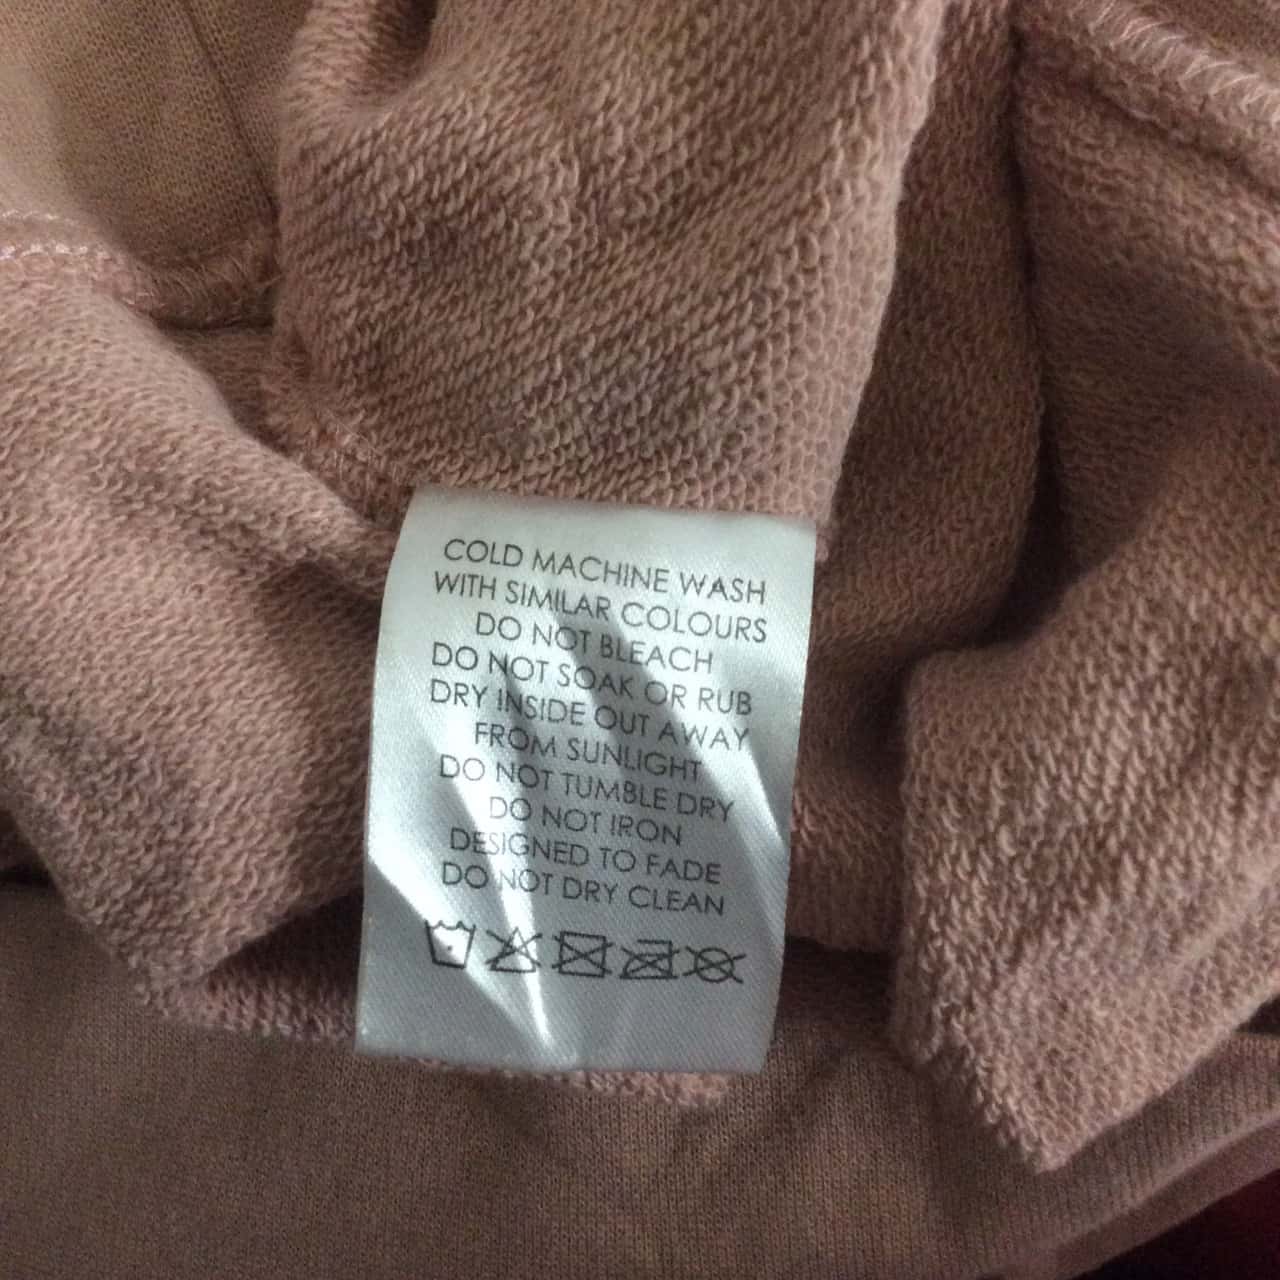 COLD MACHINE WASH
WITH SIMILAR COLOURS
DO NOT BLEACH
DO NOT SOAK OR RUB
DRY INSIDE OUT AWAY
FROM SUNLIGHT
DO NOT TUMBLE DRY
DO NOT IRON
DESIGNED TO FADE
DO NOT DRY CLEAN